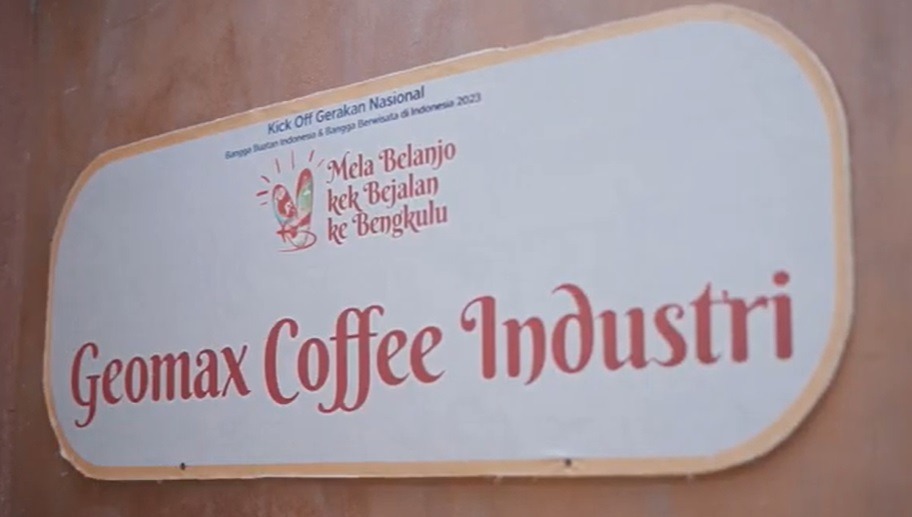 Kick Off Gerakan Nasional
Bangga Buatan Indonesia & Bangga Berwisata di Indonesia 2023
Mela Belanjo
kek Bejalan
ke Bengkulu
Geomax Coffee Industri